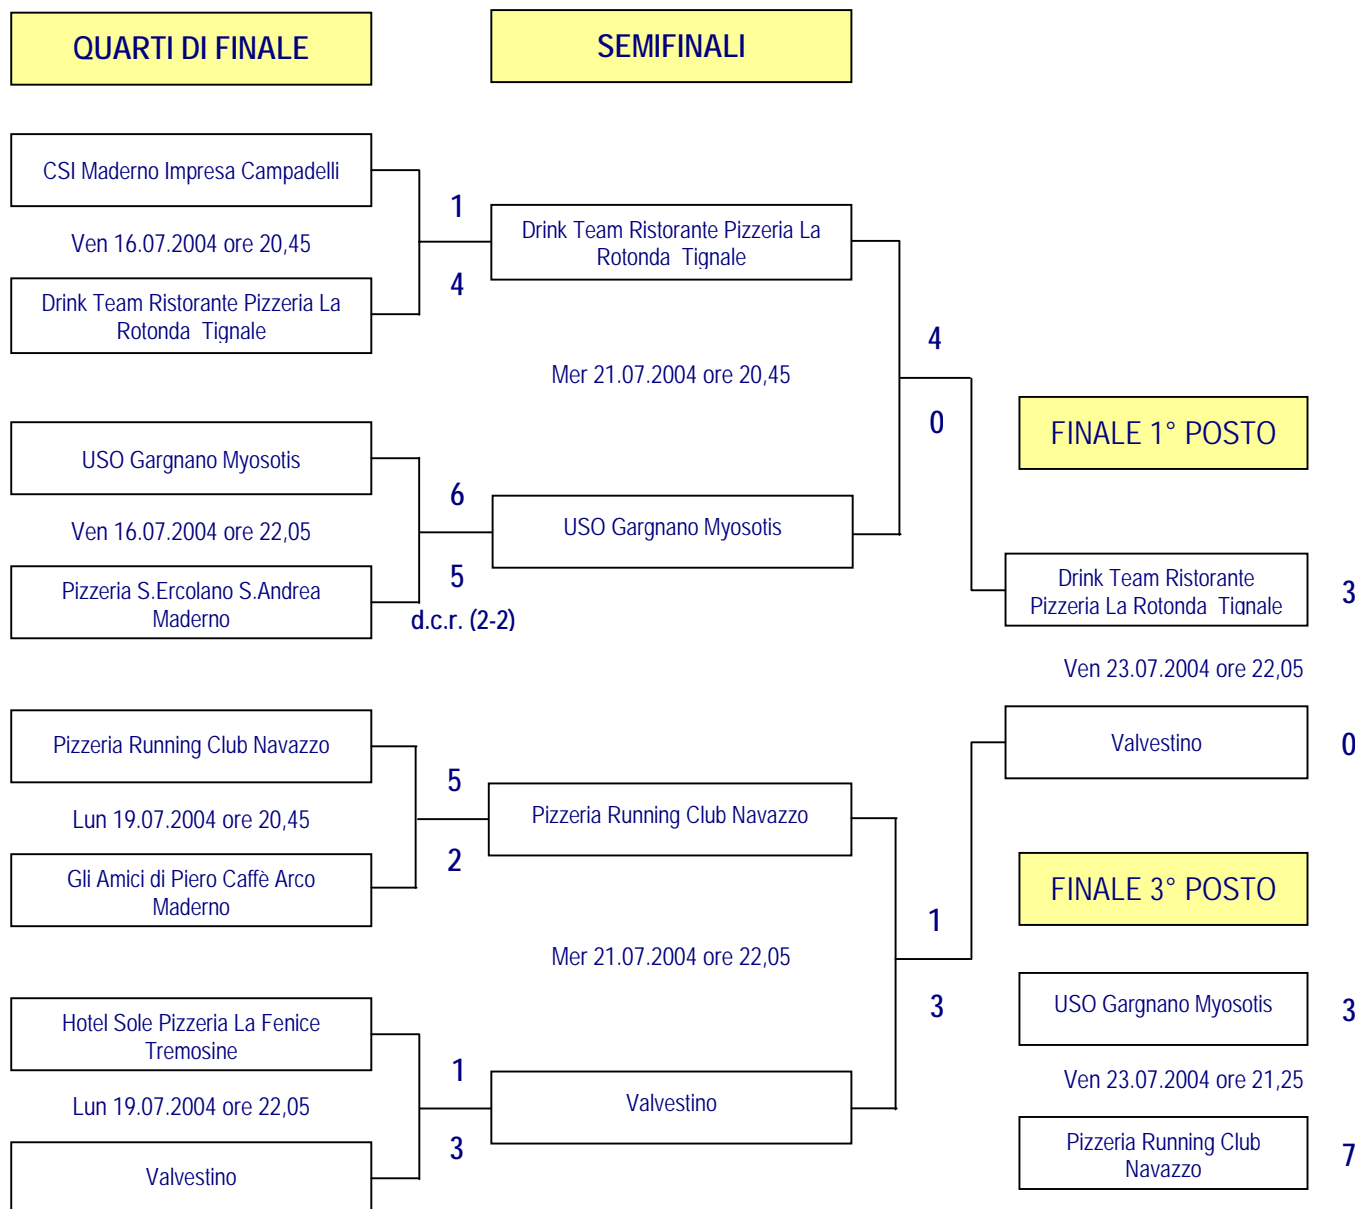 QUARTI DI FINALE
SEMIFINALI
CSI Maderno Impresa Campadelli
Ven 16.07.2004 ore 20,45
Drink Team Ristorante Pizzeria La
Rotonda Tignale
1
4
Drink Team Ristorante Pizzeria La
Rotonda Tignale
Mer 21.07.2004 ore 20,45
4
0
USO Gargnano Myosotis
Ven 16.07.2004 ore 22,05
Pizzeria S.Ercolano S.Andrea
Maderno
6
5
d.c.r. (2-2)
USO Gargnano Myosotis
FINALE 1° POSTO
Drink Team Ristorante
Pizzeria La Rotonda Tignale
3
Ven 23.07.2004 ore 22,05
Valvestino
0
Pizzeria Running Club Navazzo
Lun 19.07.2004 ore 20,45
Gli Amici di Piero Caffè Arco
Maderno
5
2
Pizzeria Running Club Navazzo
Mer 21.07.2004 ore 22,05
1
3
Hotel Sole Pizzeria La Fenice
Tremosine
Lun 19.07.2004 ore 22,05
Valvestino
1
3
Valvestino
FINALE 3° POSTO
USO Gargnano Myosotis
3
Ven 23.07.2004 ore 21,25
Pizzeria Running Club
Navazzo
7